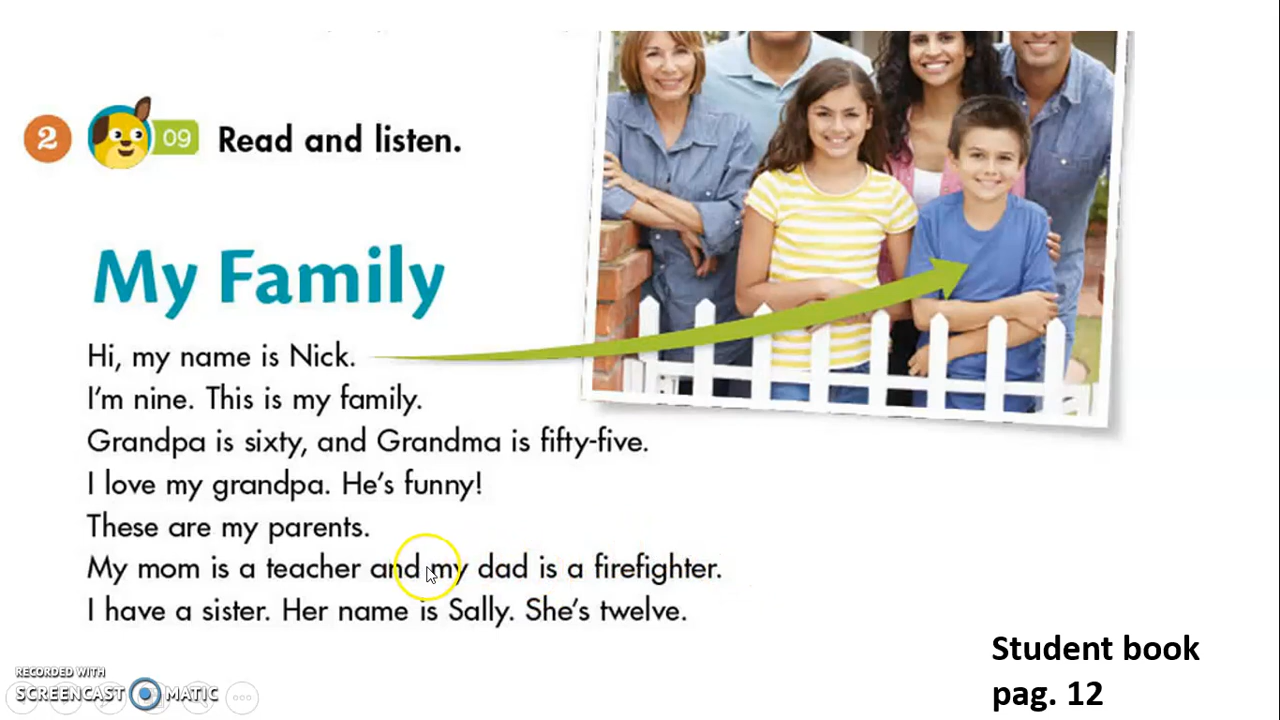 2 09 Read and listen.
My Family
Hi, my name is Nick.
I'm nine. This is my family.
Grandpa is sixty, and Grandma is fifty-five.
I love my grandpa. He's funny!
These are my parents.
My mom is a teacher and my dad is a firefighter.
I have a sister. Her name is Sally. She's twelve.
Student book
pag. 12
RECORDED WITH
SCREENCAST MATIC